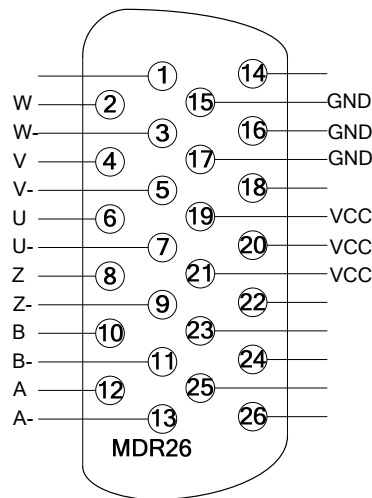 1 14
W 2 15 GND
W- 3 16 GND
V 4 17 GND
V- 5 18
U 6 19 VCC
U- 7 20 VCC
Z 8 21 VCC
Z- 9 22
B 10 23
B- 11 24
A 12 25
A- 13 26
MDR26